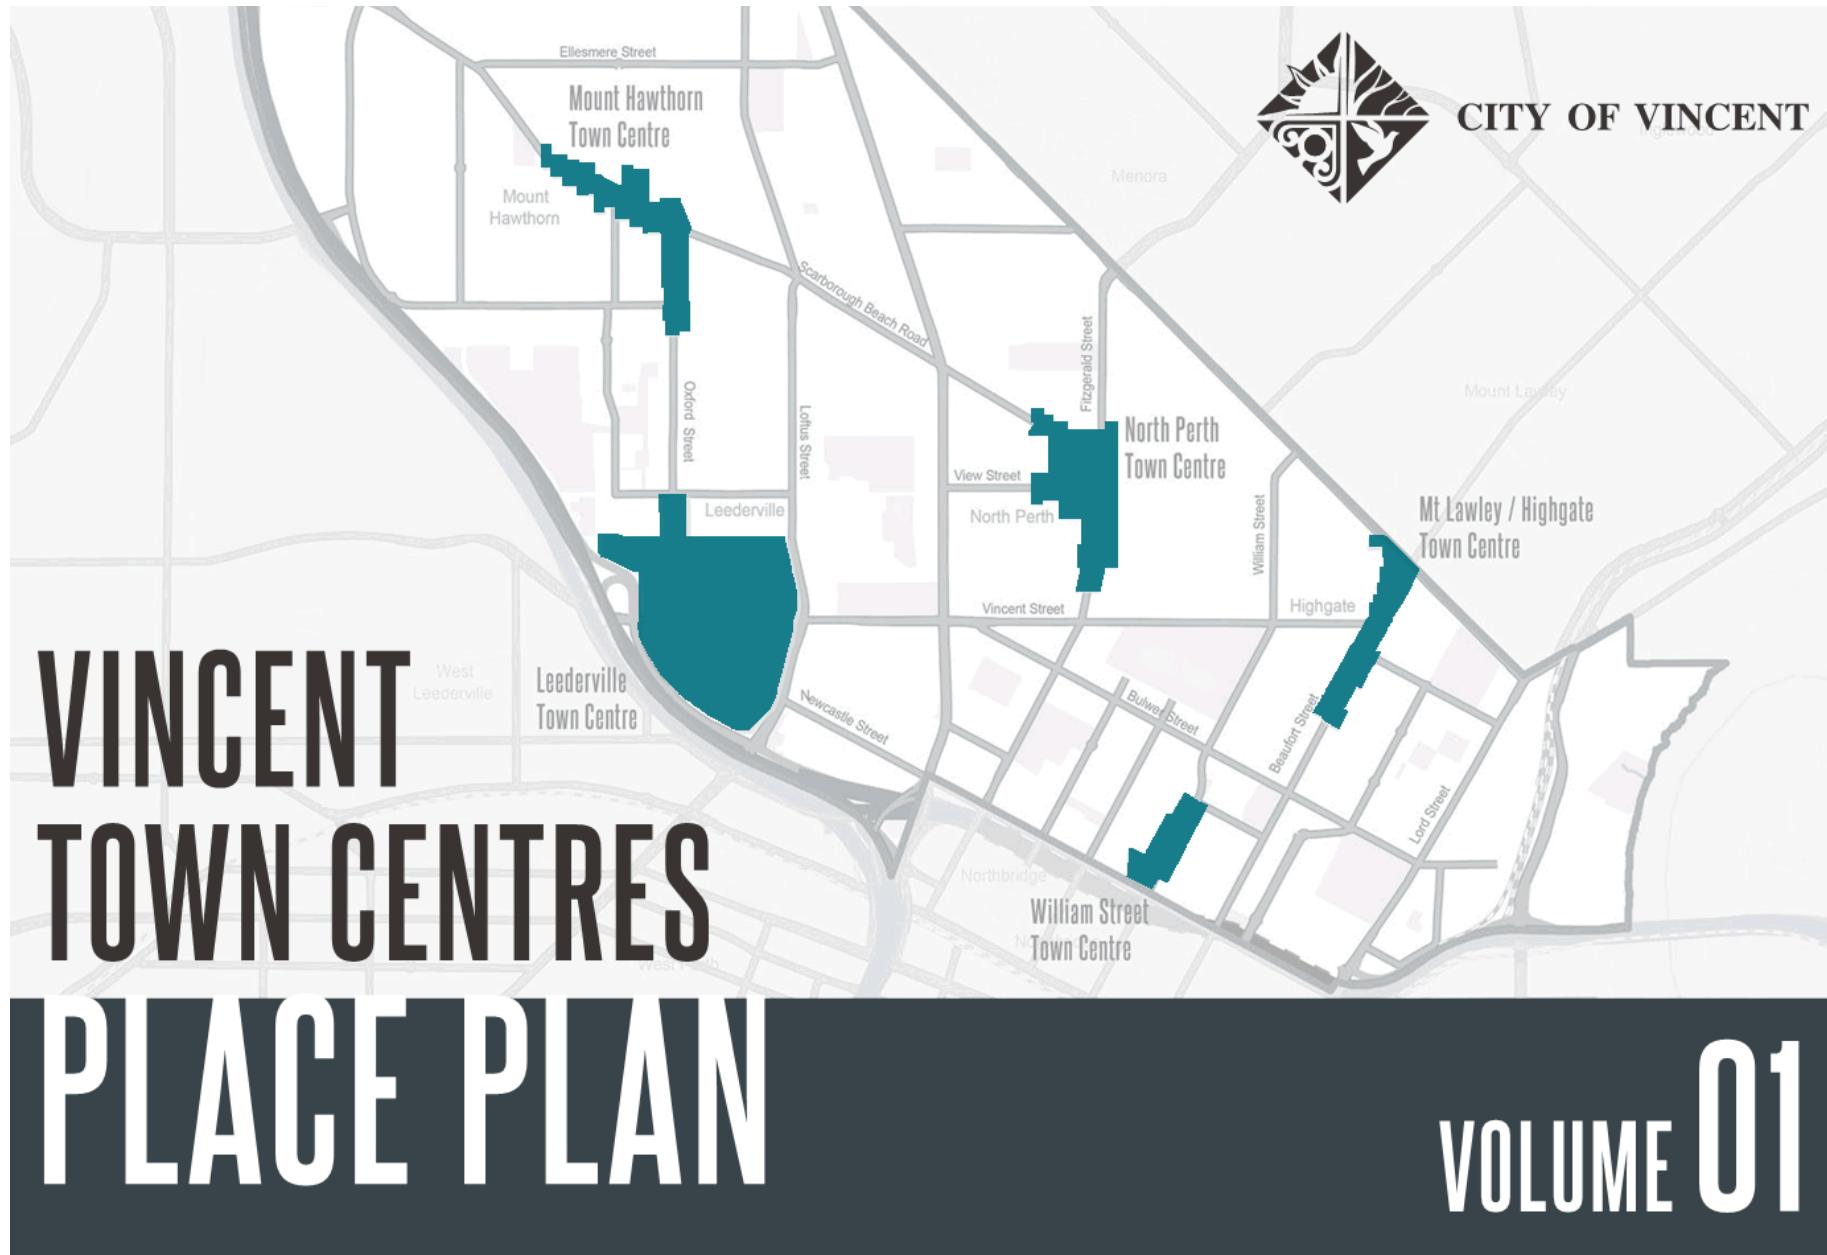 Ellesmere Street
Mount Hawthorn
Town Centre
CITY OF VINCENT
Inglewood
Menora
Mount
Hawthorn
Scarborough Beach Road
Fitzgerald Street
Oxford Street
Loftus Street
Mount Lawley
North Perth
Town Centre
View Street
North Perth
Leederville
William Street
Mt Lawley / Highgate
Town Centre
Vincent Street
Highgate
West
Leederville
Leederville
Town Centre
Newcastle Street
Bulwer Street
Beaufort Street
Lord Street
Northbridge
William Street
Town Centre
West Perth
VINCENT
TOWN CENTRES
PLACE PLAN
VOLUME 01